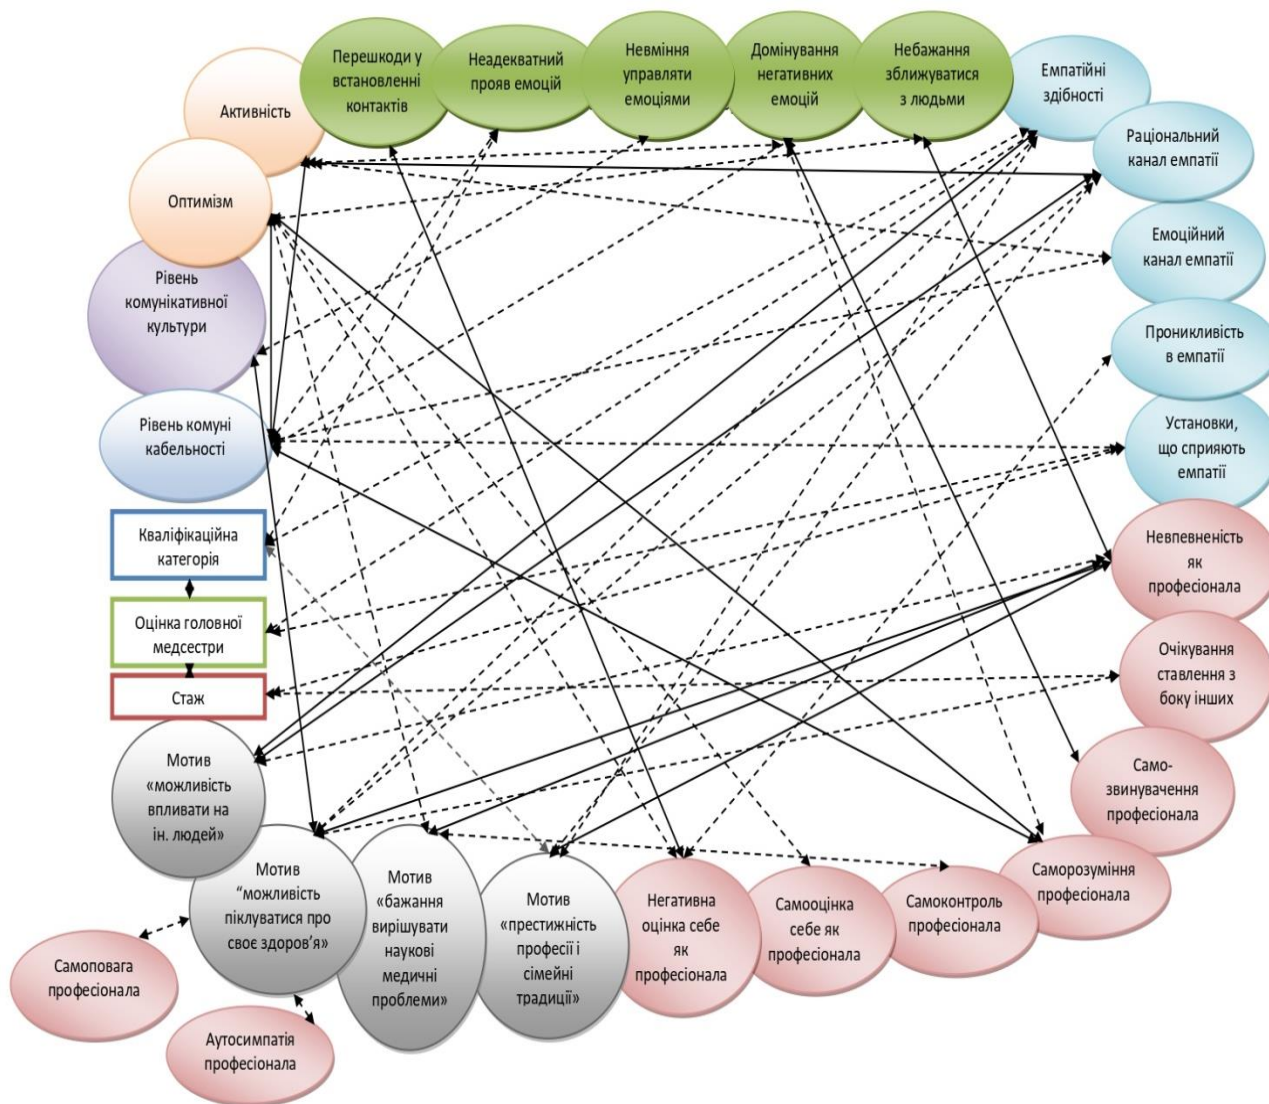 Перешкоди у
встановленні
контактів
Неадекватний
прояв емоцій
Невміння
управляти
емоціями
Домінування
негативних
емоцій
Небажання
зближуватися
з людьми
Емпатійні
здібності
Раціональний
канал емпатії
Емоційний
канал емпатії
Проникливість
в емпатії
Установки,
що сприяють
емпатії
Невпевненість
як
професіонала
Очікування
ставлення з
боку інших
Само-
звинувачення
професіонала
Саморозуміння
професіонала
Самоконтроль
професіонала
Самооцінка
себе як
професіонала
Негативна
оцінка себе
як
професіонала
Мотив
«престижність
професії і
сімейні
традиції»
Мотив
«бажання
вирішувати
наукові
медичні
проблеми»
Мотив
“можливість
піклуватися про
своє здоров’я»
Аутосимпатія
професіонала
Самоповага
професіонала
Мотив
«можливість
впливати на
ін. людей»
Стаж
Оцінка головної
медсестри
Кваліфікаційна
категорія
Рівень комуні
кабельності
Рівень
комунікативної
культури
Оптимізм
Активність